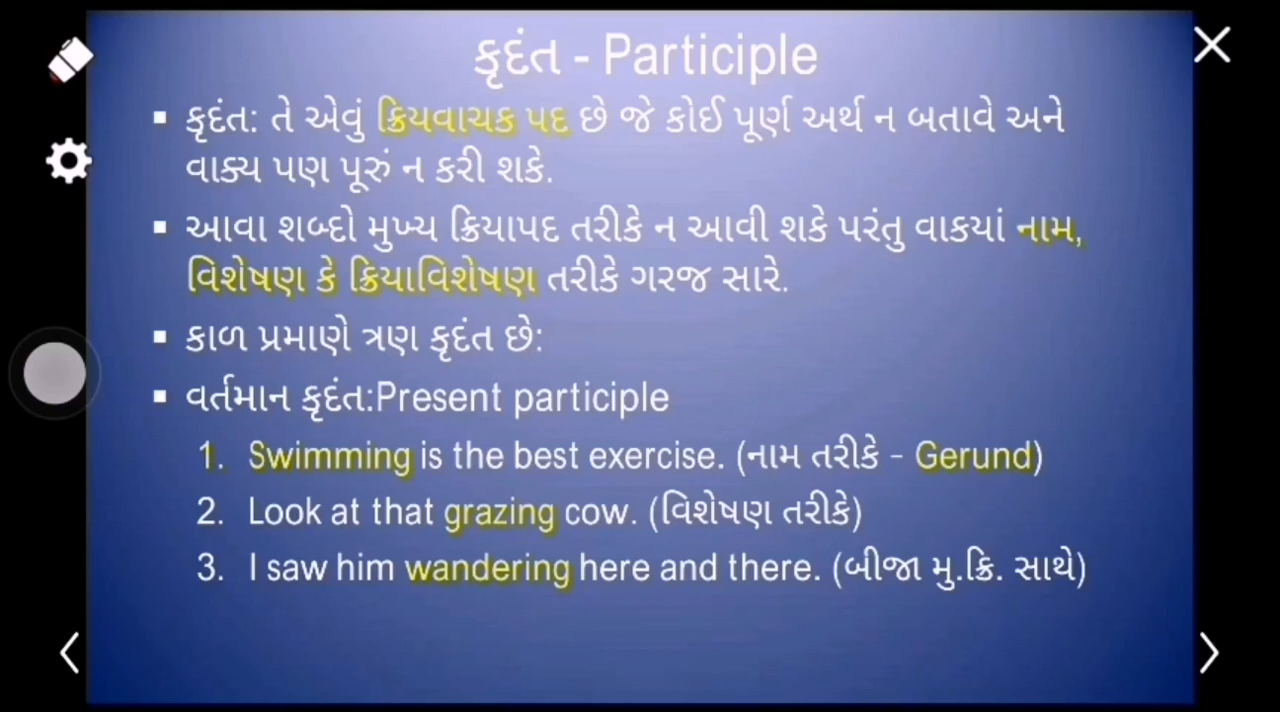 કૃદંત - Participle
▪ કૃદંત: તે એવું ક્રિયવાચક પદ છે જે કોઈ પૂર્ણ અર્થ ન બતાવે અને
વાક્ય પણ પૂરું ન કરી શકે.
▪ આવા શબ્દો મુખ્ય ક્રિયાપદ તરીકે ન આવી શકે પરંતુ વાકયાં નામ,
વિશેષણ કે ક્રિયાવિશેષણ તરીકે ગરજ સારે.
▪ કાળ પ્રમાણે ત્રણ કૃદંત છે:
▪ વર્તમાન કૃદંત:Present participle
1. Swimming is the best exercise. (નામ તરીકે - Gerund)
2. Look at that grazing cow. (વિશેષણ તરીકે)
3. I saw him wandering here and there. (બીજા મુ.ક્રિ. સાથે)